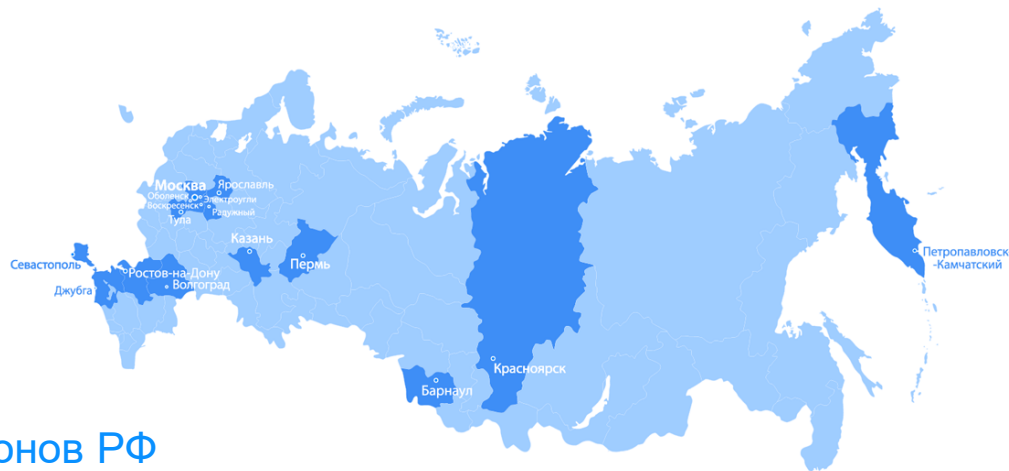 Москва
Ярославль
Оболенск
Электроугли
Воскресенск
Радужный
Тула
Казань
Пермь
Севастополь
Ростов-на-Дону
Волгоград
Джубга
Петропавловск
-Камчатский
Красноярск
Барнаул
онов РФ